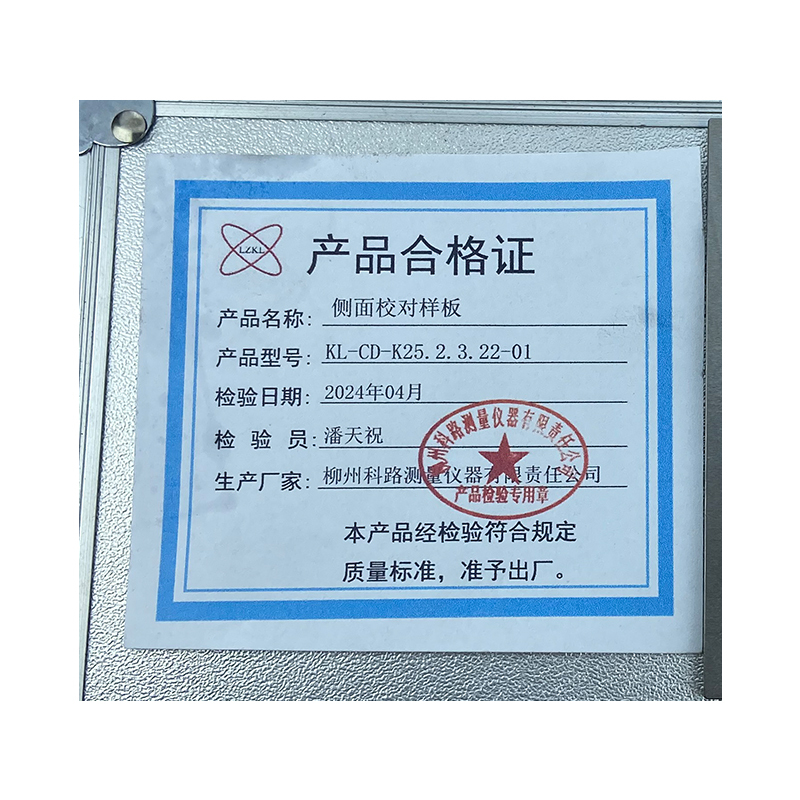 LZKL
产品合格证
产品名称: 侧面校对样板
产品型号: KL-CD-K25.2.3.22-01
检验日期: 2024年04月
检 验 员: 潘天祝
生产厂家: 柳州科路测量仪器有限责任公司
柳州科路测量仪器有限责任公司
产品检验专用章
本产品经检验符合规定
质量标准，准予出厂。